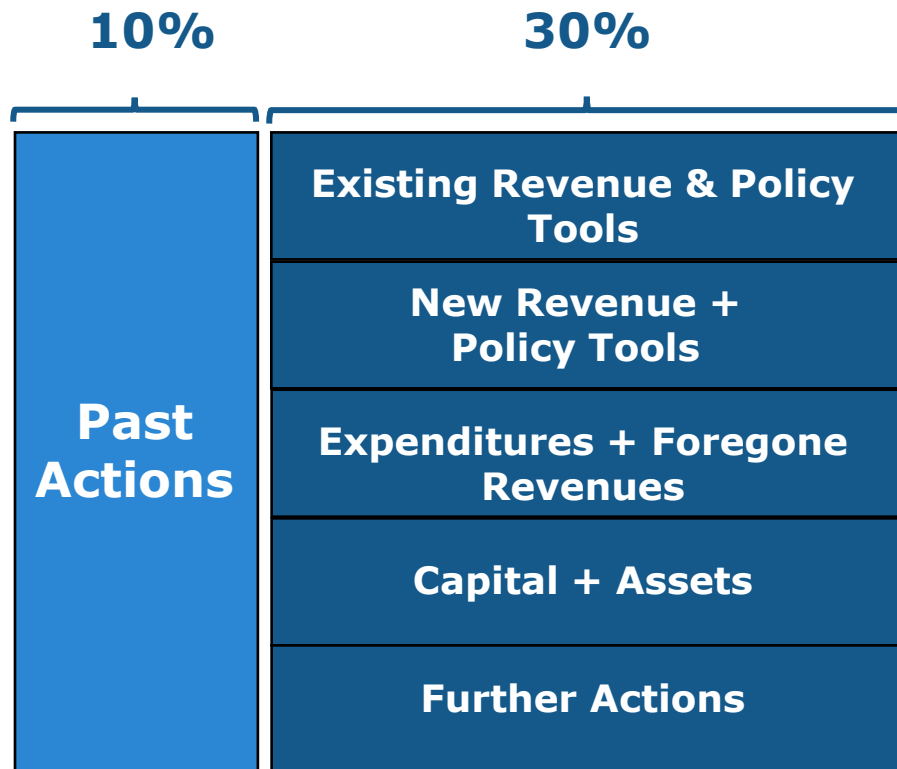 10%
30%
Past
Actions
Existing Revenue & Policy
Tools
New Revenue +
Policy Tools
Expenditures + Foregone
Revenues
Capital + Assets
Further Actions